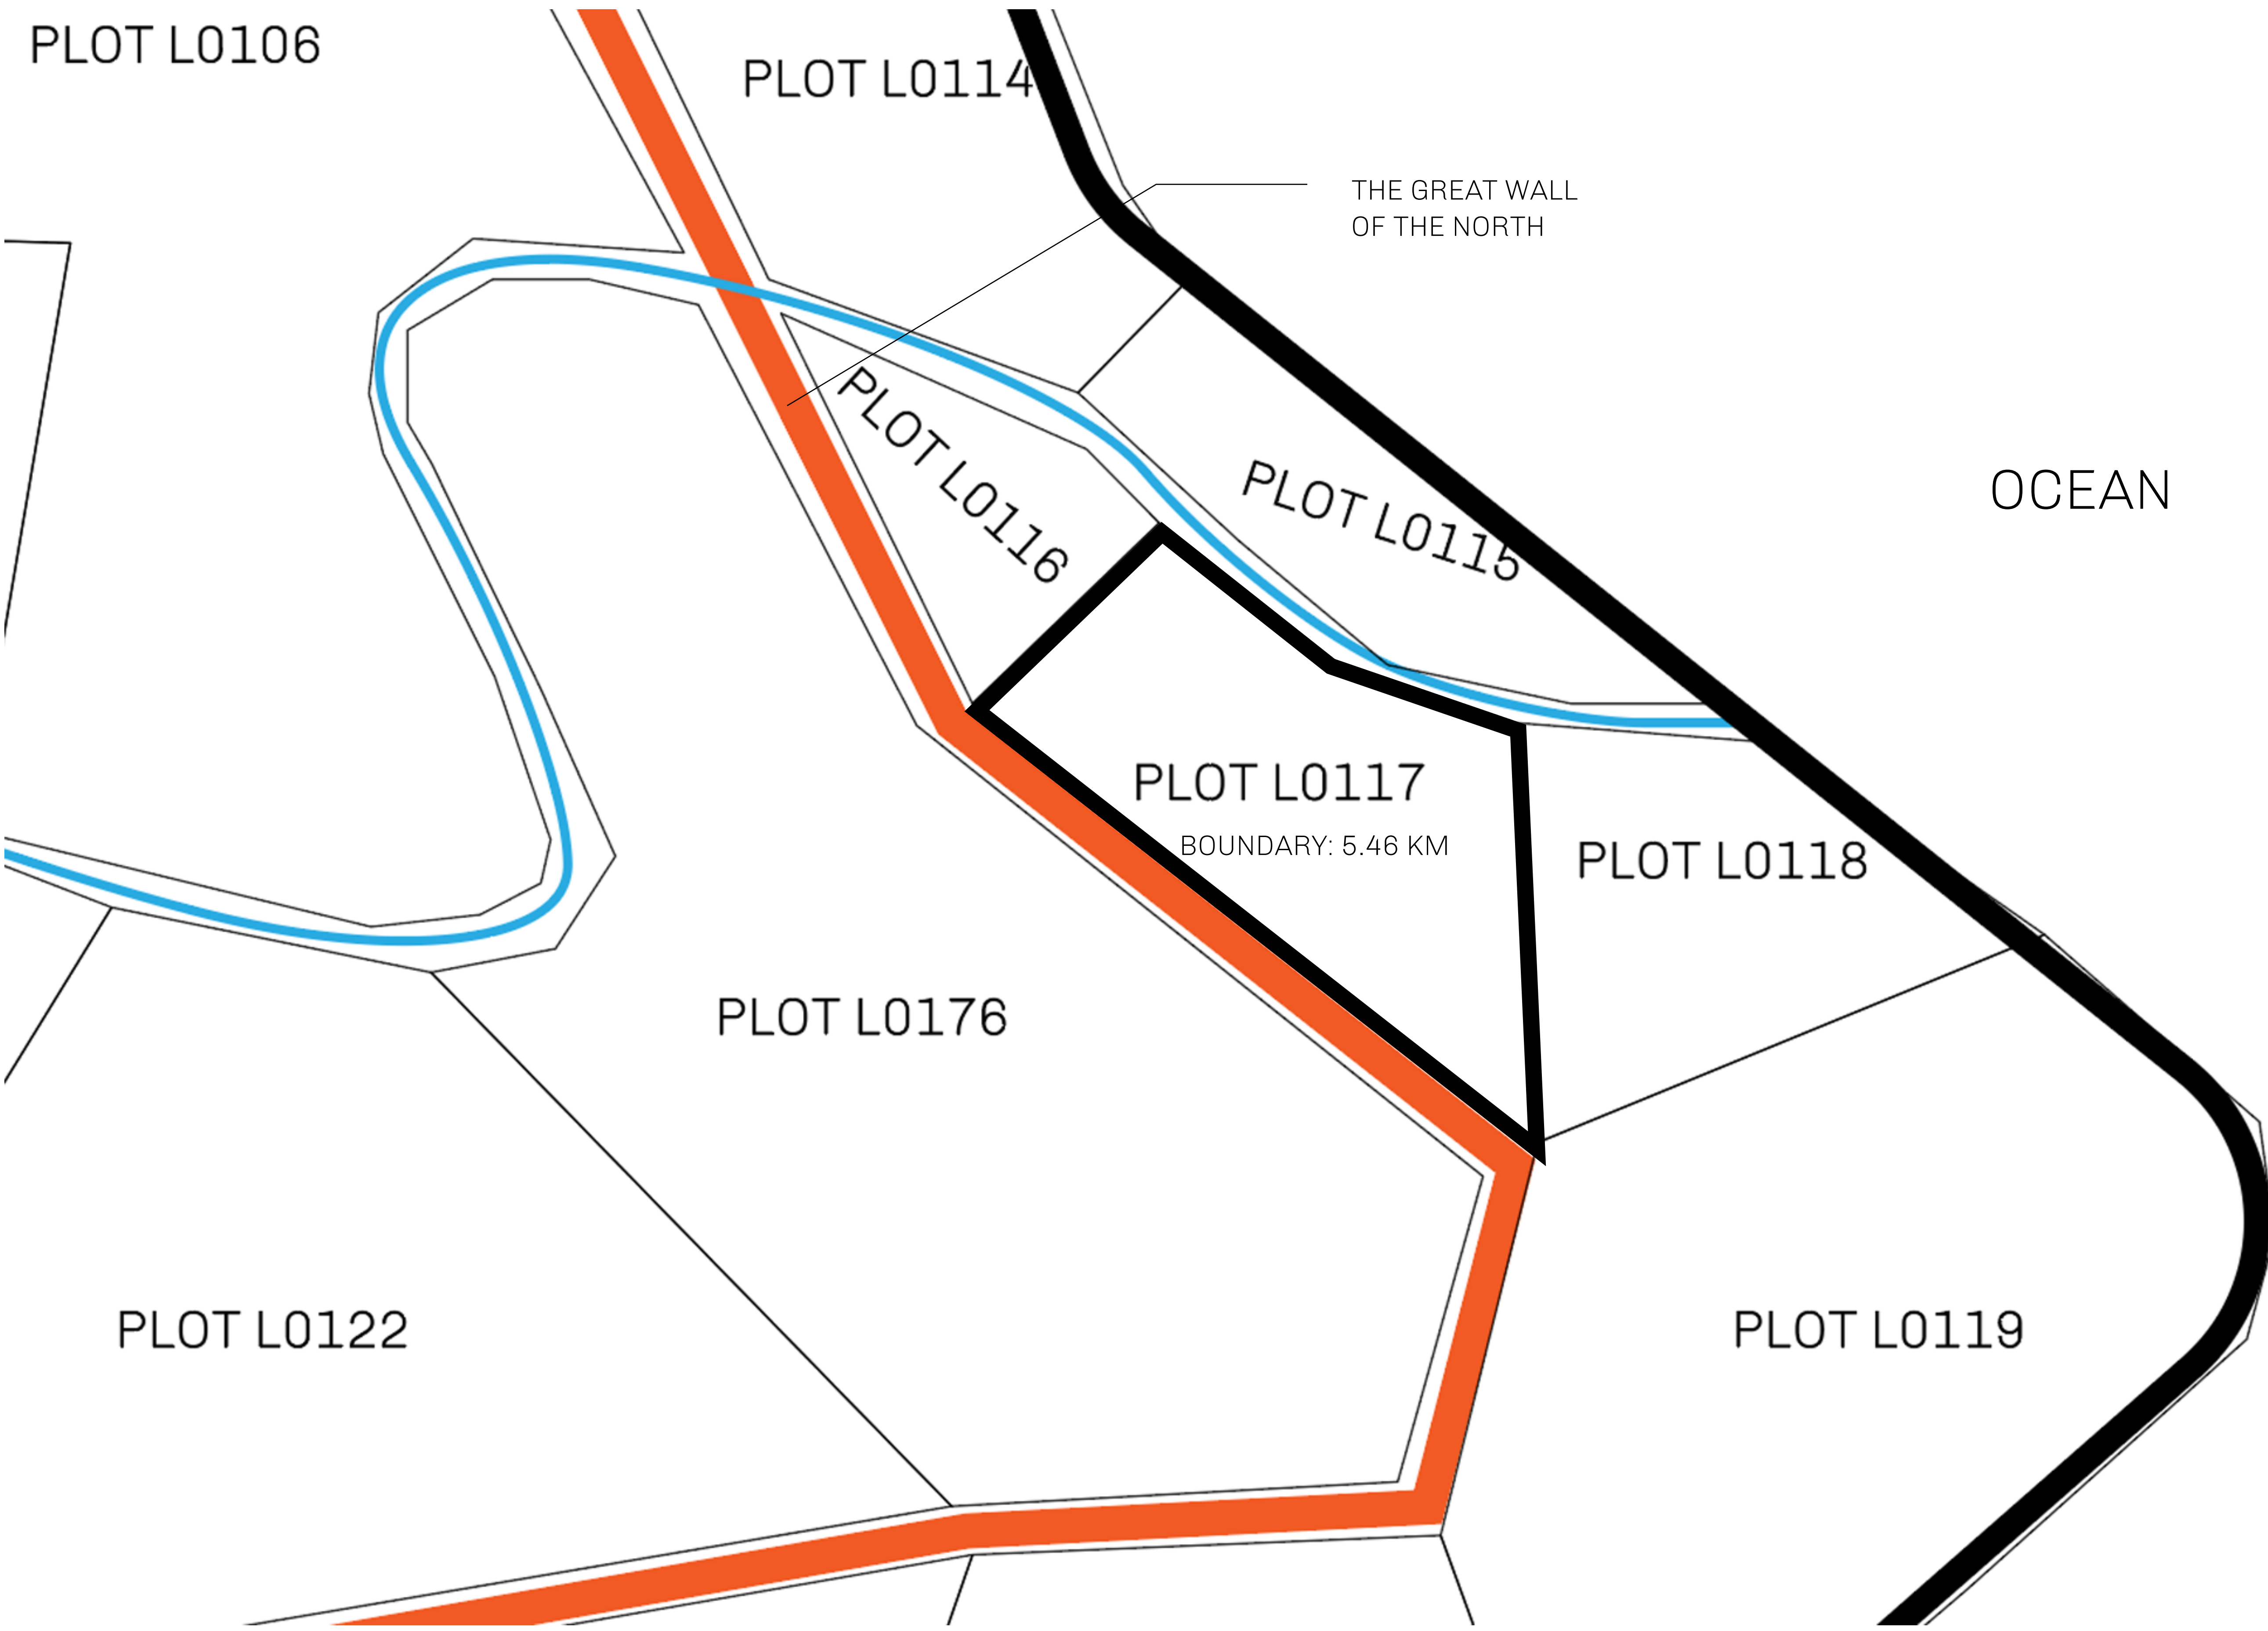 PLOT L0106
PLOT L0114
THE GREAT WALL
OF THE NORTH
PLOT L0116
PLOT L0115
OCEAN
PLOT L0117
BOUNDARY: 5.46 KM
PLOT L0118
PLOT L0176
PLOT L0122
PLOT L0119